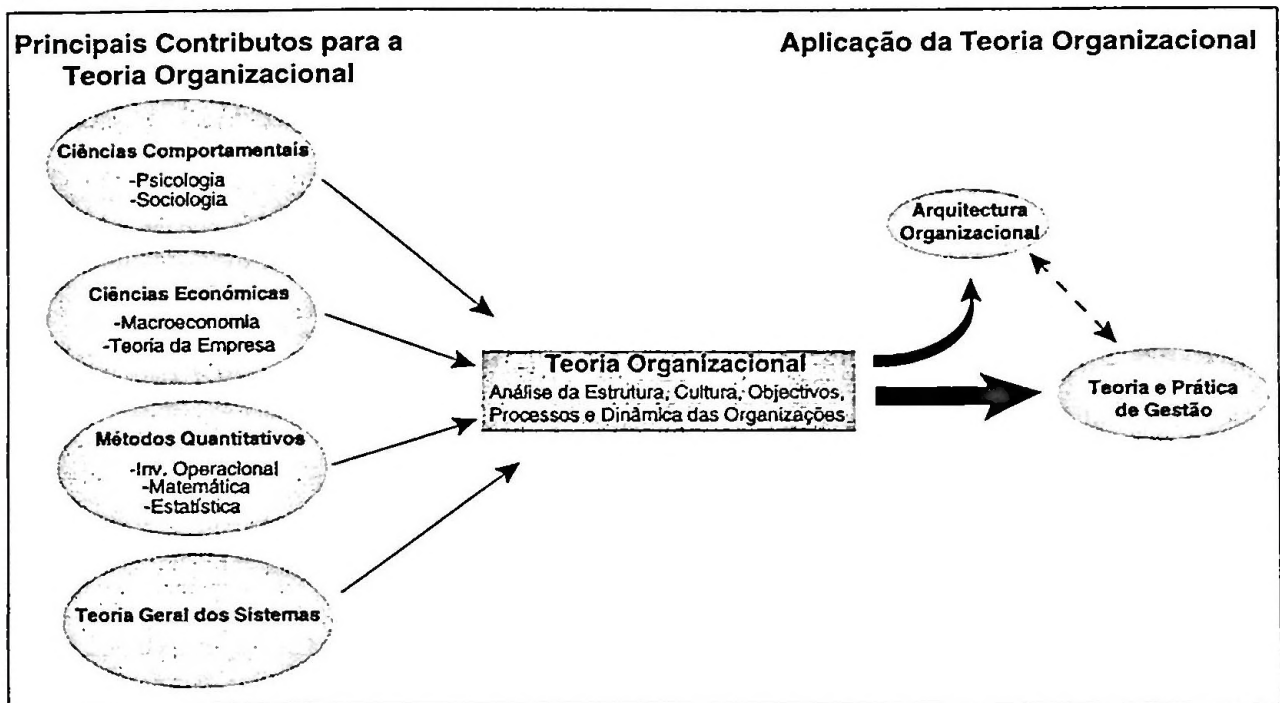 Principais Contributos para a
Teoria Organizacional
Aplicação da Teoria Organizacional
Ciências Comportamentais
-Psicologia
-Sociologia
Ciências Económicas
-Macroeconomia
-Teoria da Empresa
Métodos Quantitativos
-Inv. Operacional
-Matemática
-Estatística
Teoria Geral dos Sistemas
Teoria Organizacional
Análise da Estrutura, Cultura, Objectivos,
Processos e Dinâmica das Organizações
Arquitectura
Organizacional
Teoria e Prática
de Gestão